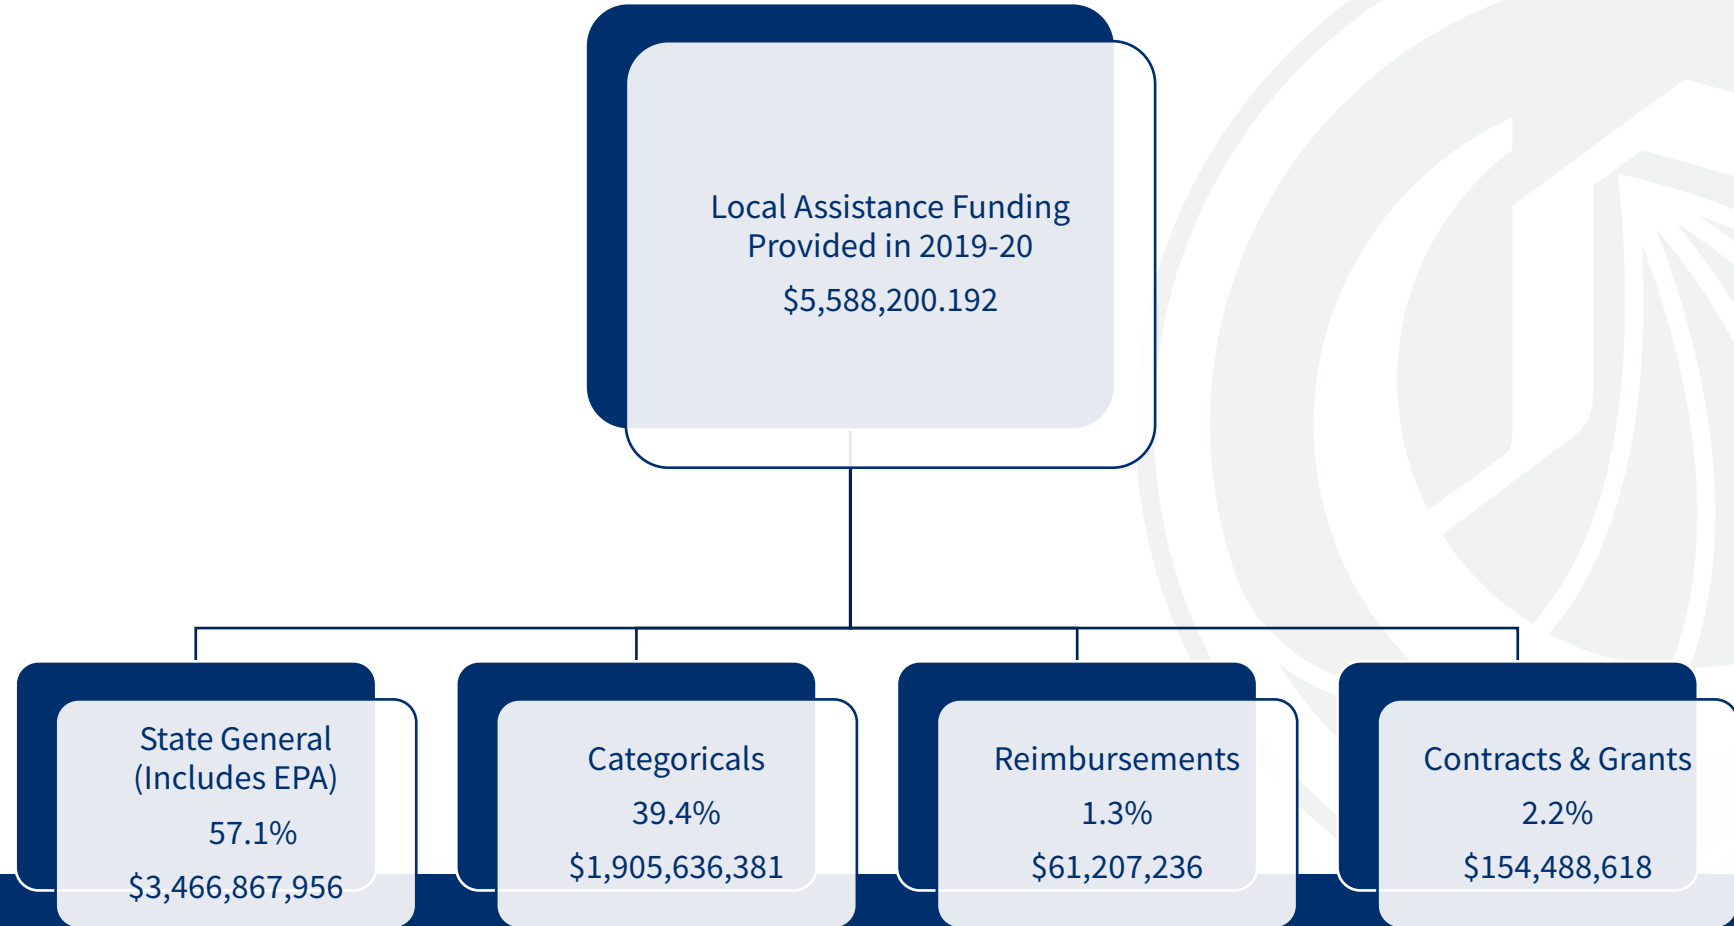 Local Assistance Funding
Provided in 2019-20
$5,588,200.192
State General
(Includes EPA)
57.1%
$3,466,867,956
Categoricals
39.4%
$1,905,636,381
Reimbursements
1.3%
$61,207,236
Contracts & Grants
2.2%
$154,488,618